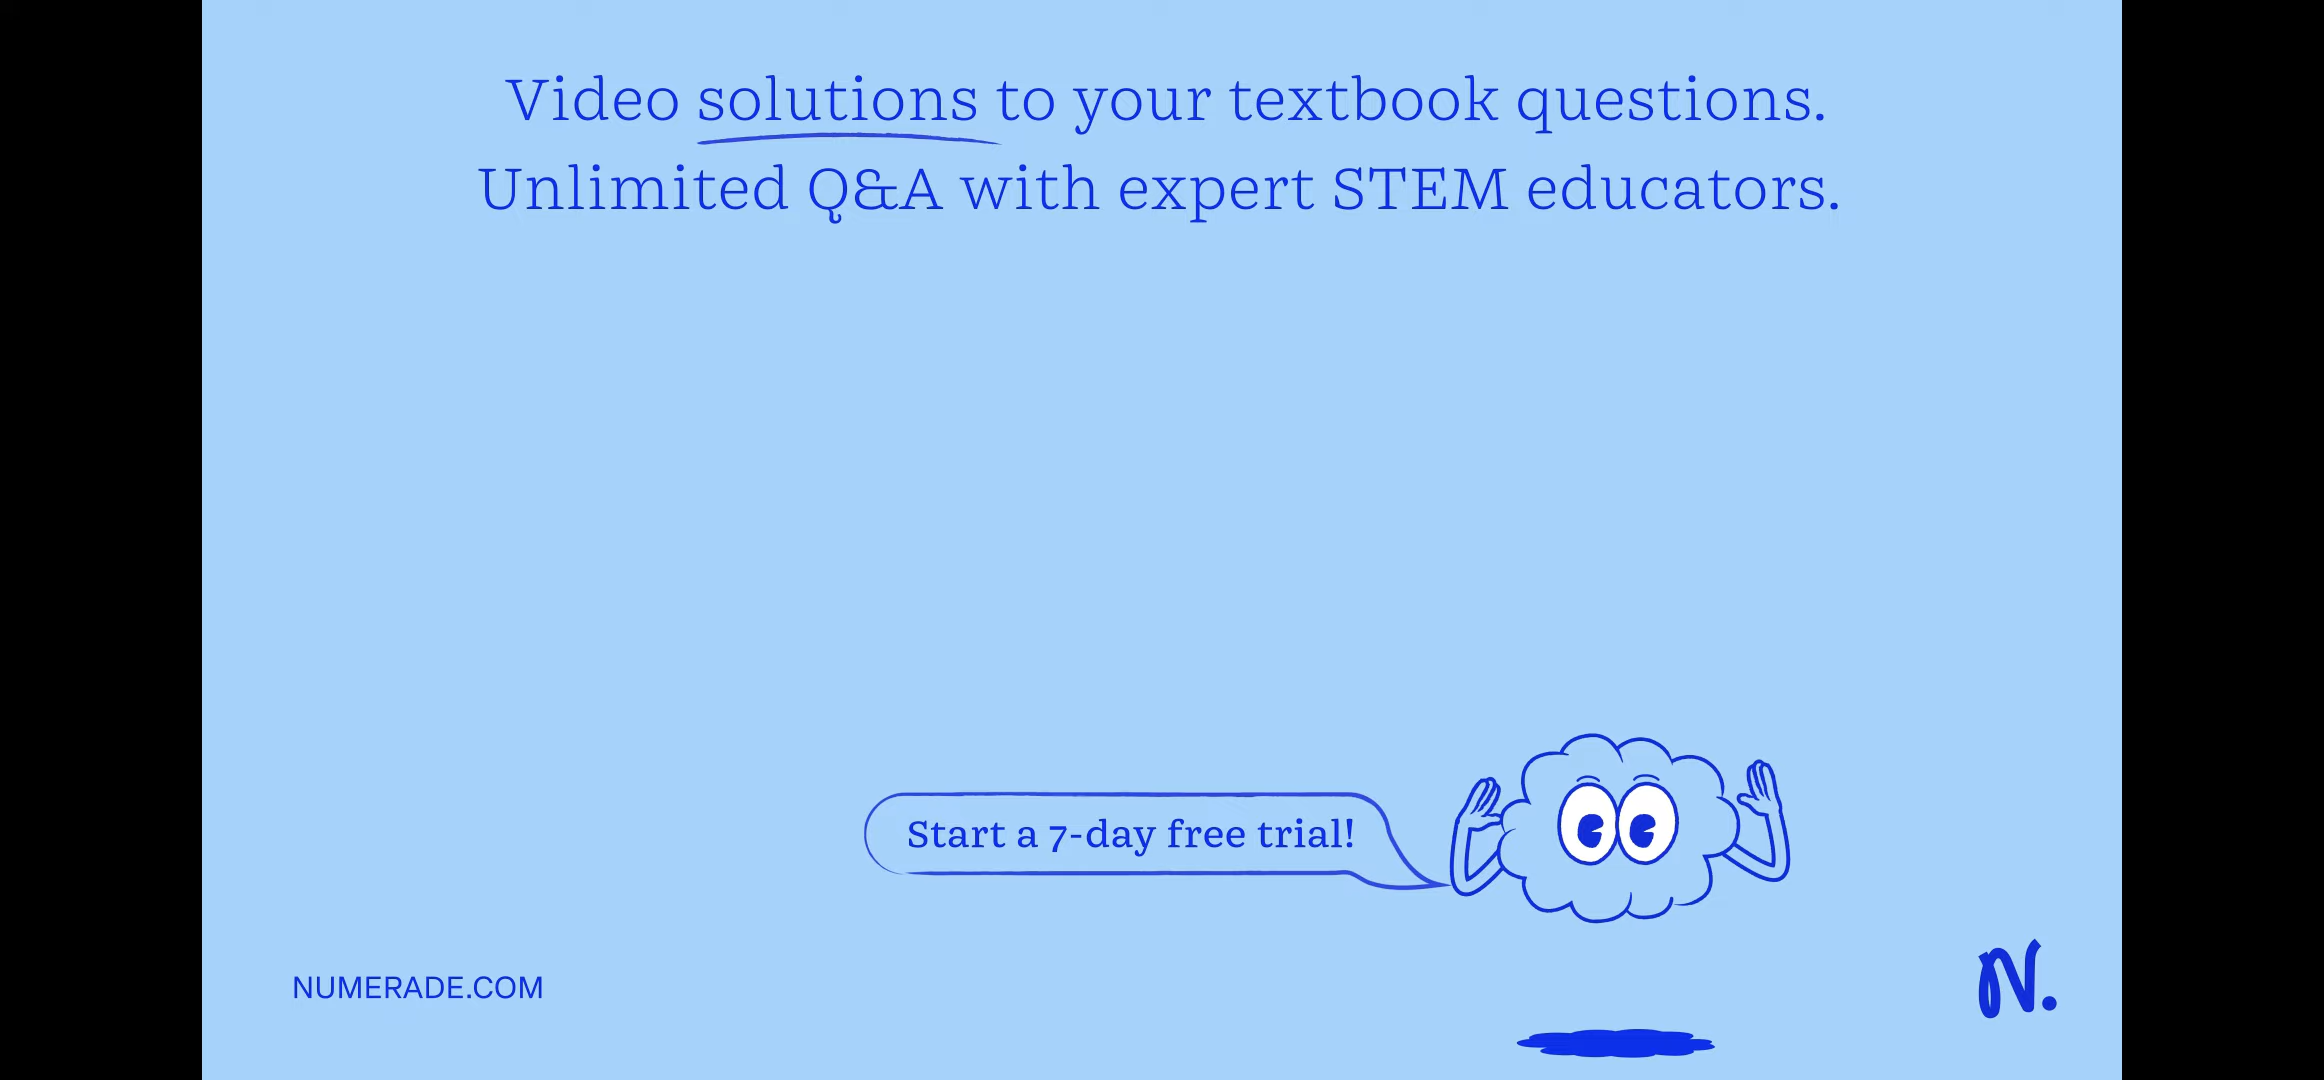 Video solutions to your textbook questions.
Unlimited Q&A with expert STEM educators.
Start a 7-day free trial!
NUMERADE.COM
N.